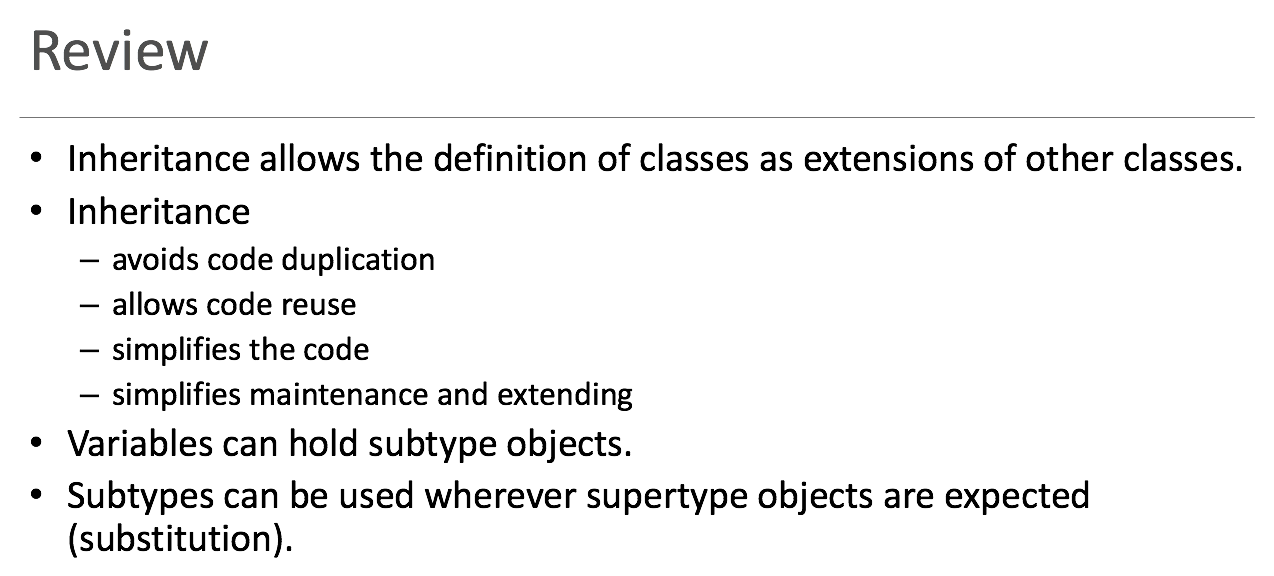 Review
• Inheritance allows the definition of classes as extensions of other classes.
• Inheritance
– avoids code duplication
– allows code reuse
– simplifies the code
– simplifies maintenance and extending
• Variables can hold subtype objects.
• Subtypes can be used wherever supertype objects are expected
(substitution).